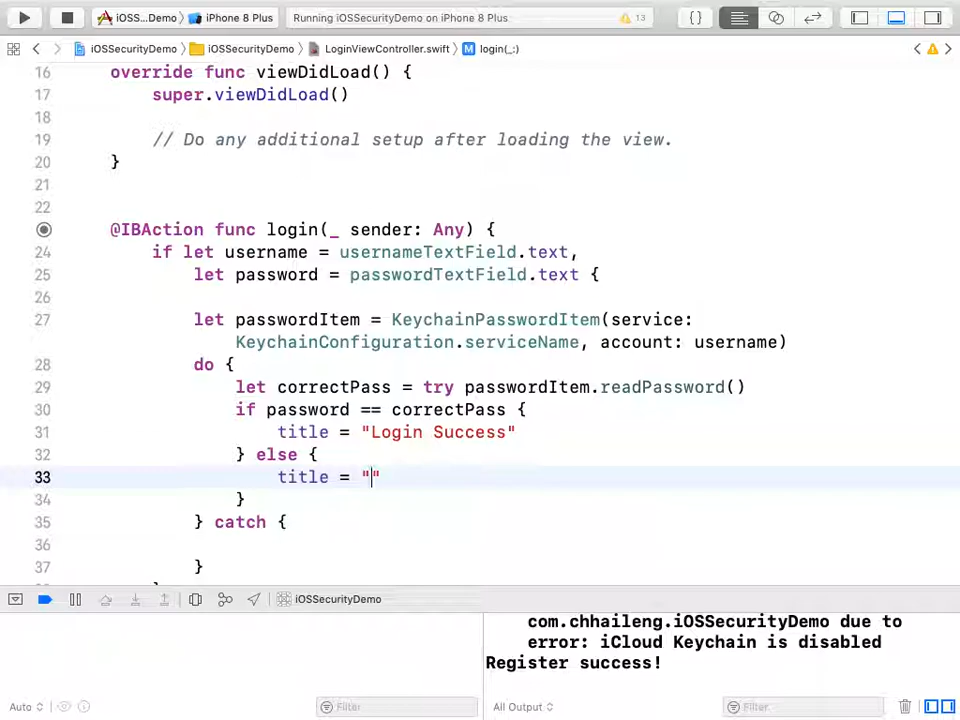 iOSS...Demo iPhone 8 Plus Running iOSSecurityDemo on iPhone 8 Plus 13
iOSSecurityDemo iOSSecurityDemo LoginViewController.swift M login(_:)
16 override func viewDidLoad() {
17 super.viewDidLoad()
18
19 // Do any additional setup after loading the view.
20 }
21
22
@IBAction func login(_ sender: Any) {
24 if let username = usernameTextField.text,
25 let password = passwordTextField.text {
26
27 let passwordItem = KeychainPasswordItem(service:
KeychainConfiguration.serviceName, account: username)
28 do {
29 let correctPass = try passwordItem.readPassword()
30 if password == correctPass {
31 title = "Login Success"
32 } else {
33 title = ""
34 }
35 } catch {
36
37 }
iOSSecurityDemo
com.chhaileng.iOSSecurityDemo due to
error: iCloud Keychain is disabled
Register success!
Auto Filter All Output Filter